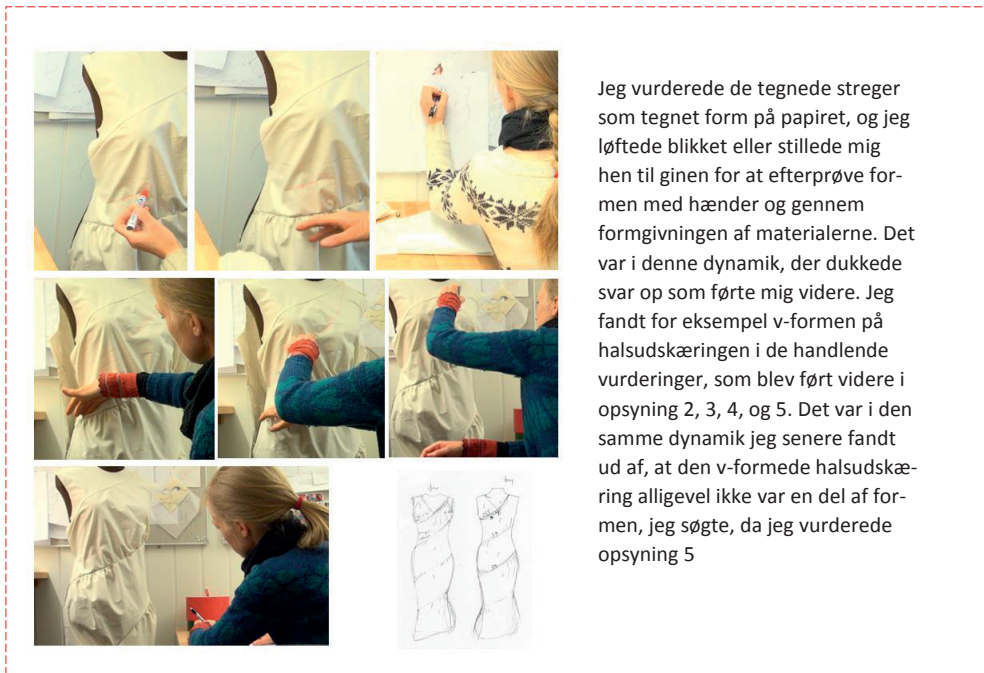 Jeg vurderede de tegnede streger
som tegnet form på papiret, og jeg
løftede blikket eller stillede mig
hen til ginen for at efterprøve for-
men med hænder og gennem
formgivningen af materialerne. Det
var i denne dynamik, der dukkede
svar op som førte mig videre. Jeg
fandt for eksempel v-formen på
halsudskæringen i de handlende
vurderinger, som blev ført videre i
opsyning 2, 3, 4, og 5. Det var i den
samme dynamik jeg senere fandt
ud af, at den v-formede halsudskæ-
ring alligevel ikke var en del af for-
men, jeg søgte, da jeg vurderede
opsyning 5